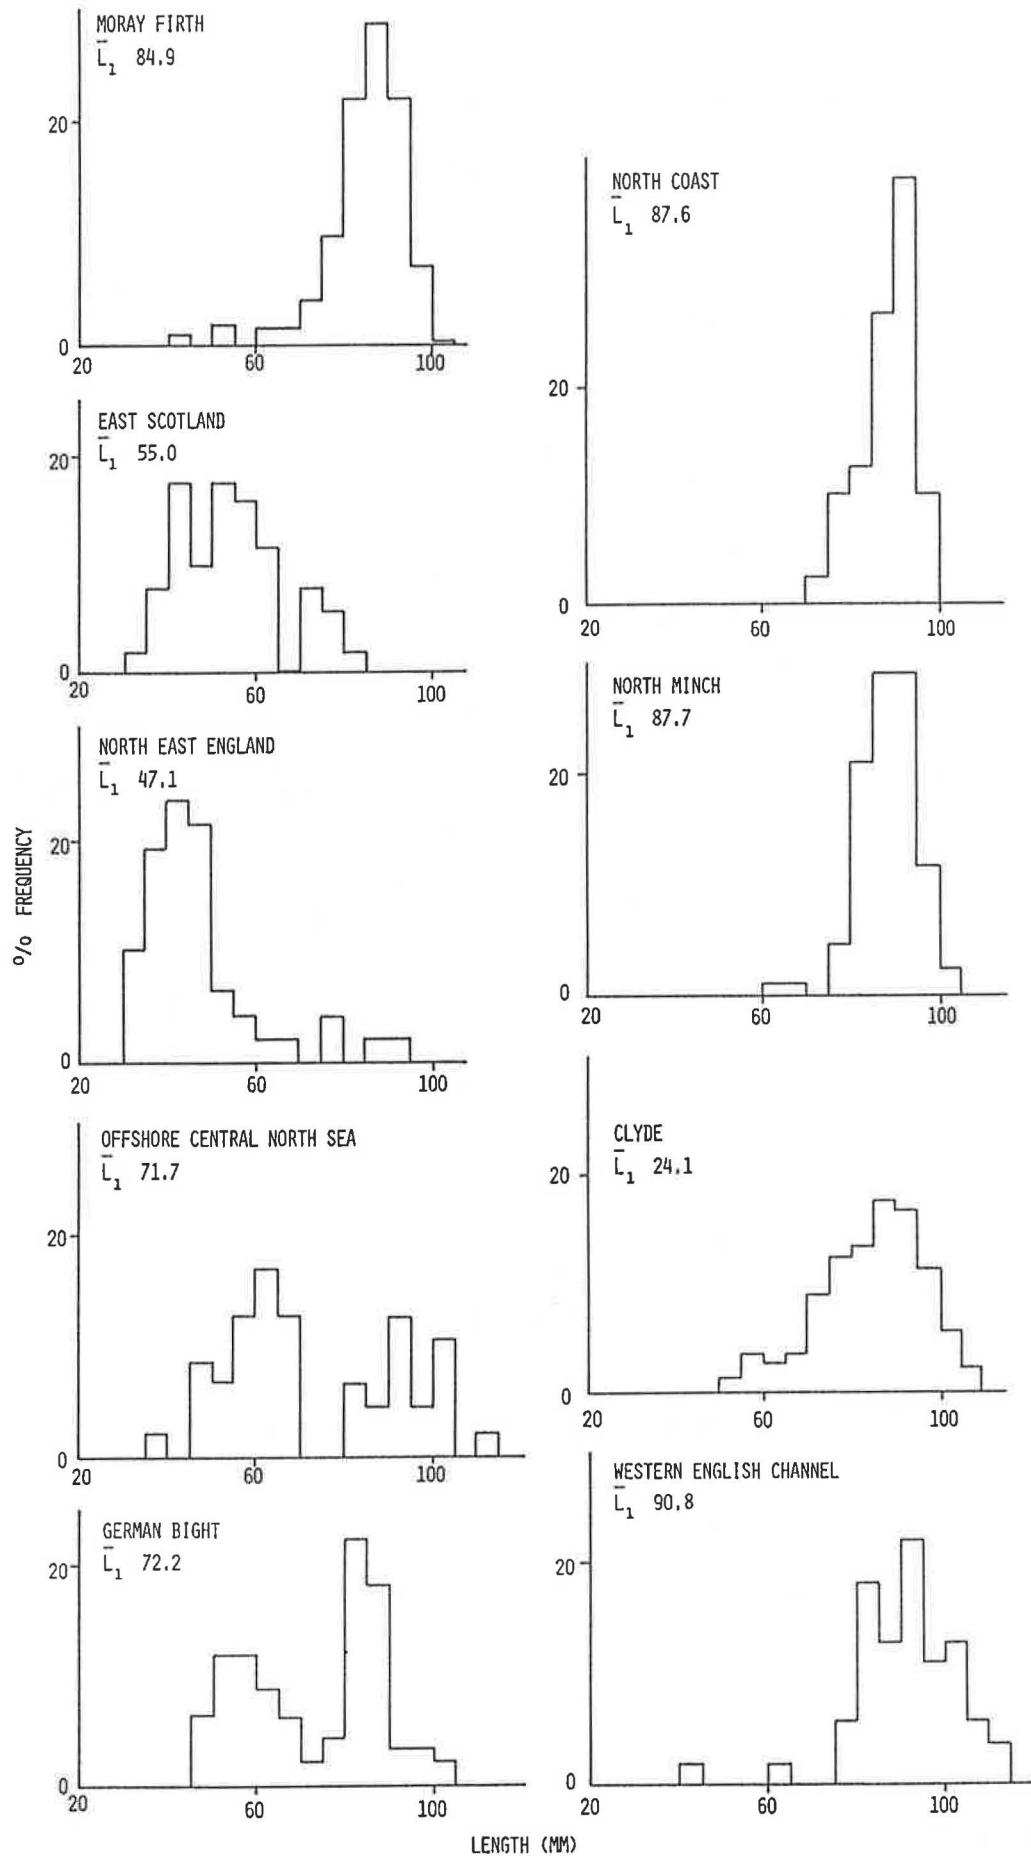 MORAY FIRTH
L̄1 84.9
20
0
20 60 100
EAST SCOTLAND
L̄1 55.0
20
0
20 60 100
NORTH EAST ENGLAND
L̄1 47.1
20
0
20 60 100
OFFSHORE CENTRAL NORTH SEA
L̄1 71.7
20
0
20 60 100
GERMAN BIGHT
L̄1 72.2
20
0
20 60 100
NORTH COAST
L̄1 87.6
20
0
20 60 100
NORTH MINCH
L̄1 87.7
20
0
20 60 100
CLYDE
L̄1 24.1
20
0
20 60 100
WESTERN ENGLISH CHANNEL
L̄1 90.8
20
0
20 60 100
% FREQUENCY
LENGTH (MM)